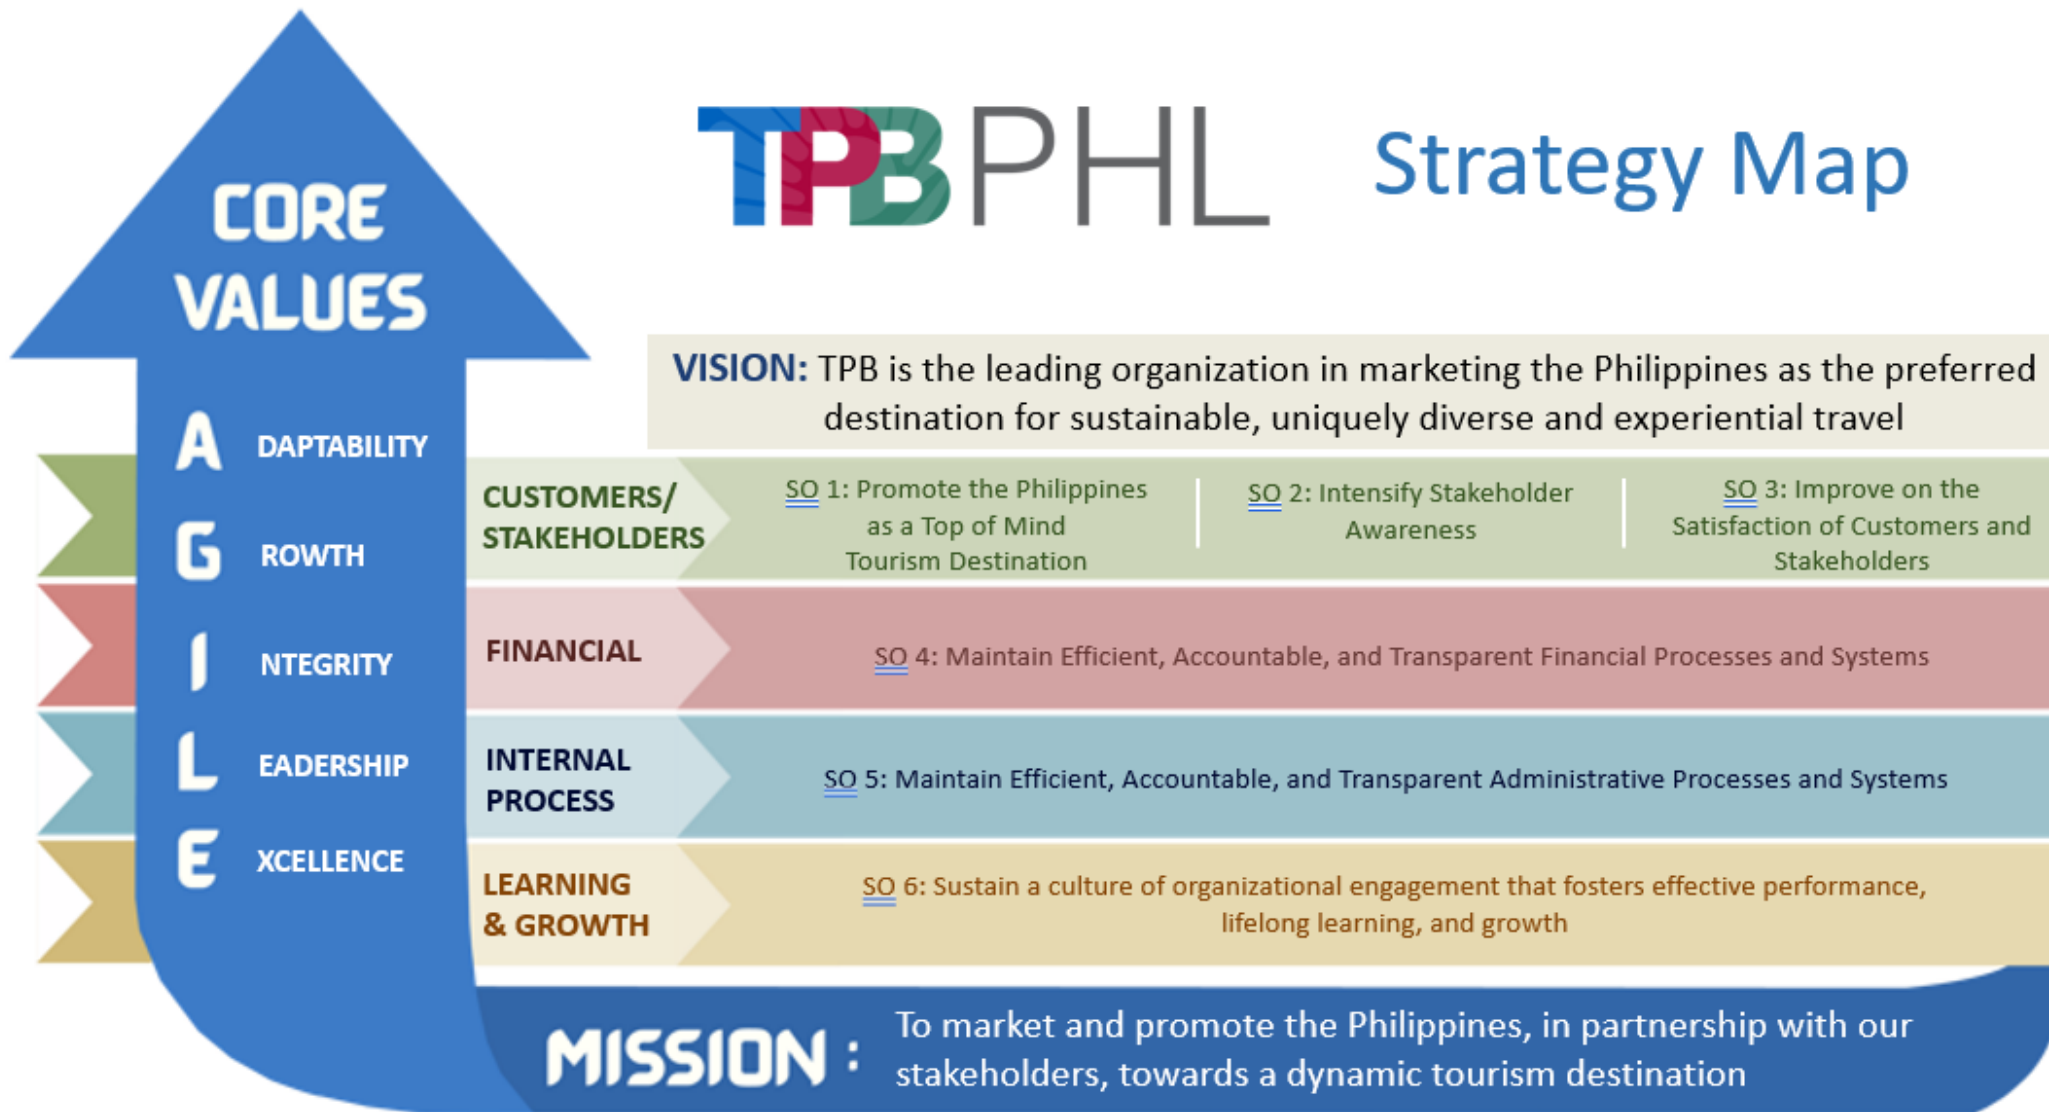 TPBPHL Strategy Map
CORE
VALUES
ADAPTABILITY
GROWTH
INTEGRITY
LEADERSHIP
EXCELLENCE
VISION: TPB is the leading organization in marketing the Philippines as the preferred
destination for sustainable, uniquely diverse and experiential travel
CUSTOMERS/
STAKEHOLDERS
SO 1: Promote the Philippines
as a Top of Mind
Tourism Destination
SO 2: Intensify Stakeholder
Awareness
SO 3: Improve on the
Satisfaction of Customers and
Stakeholders
FINANCIAL
SO 4: Maintain Efficient, Accountable, and Transparent Financial Processes and Systems
INTERNAL
PROCESS
SO 5: Maintain Efficient, Accountable, and Transparent Administrative Processes and Systems
LEARNING
& GROWTH
SO 6: Sustain a culture of organizational engagement that fosters effective performance,
lifelong learning, and growth
MISSION :
To market and promote the Philippines, in partnership with our
stakeholders, towards a dynamic tourism destination